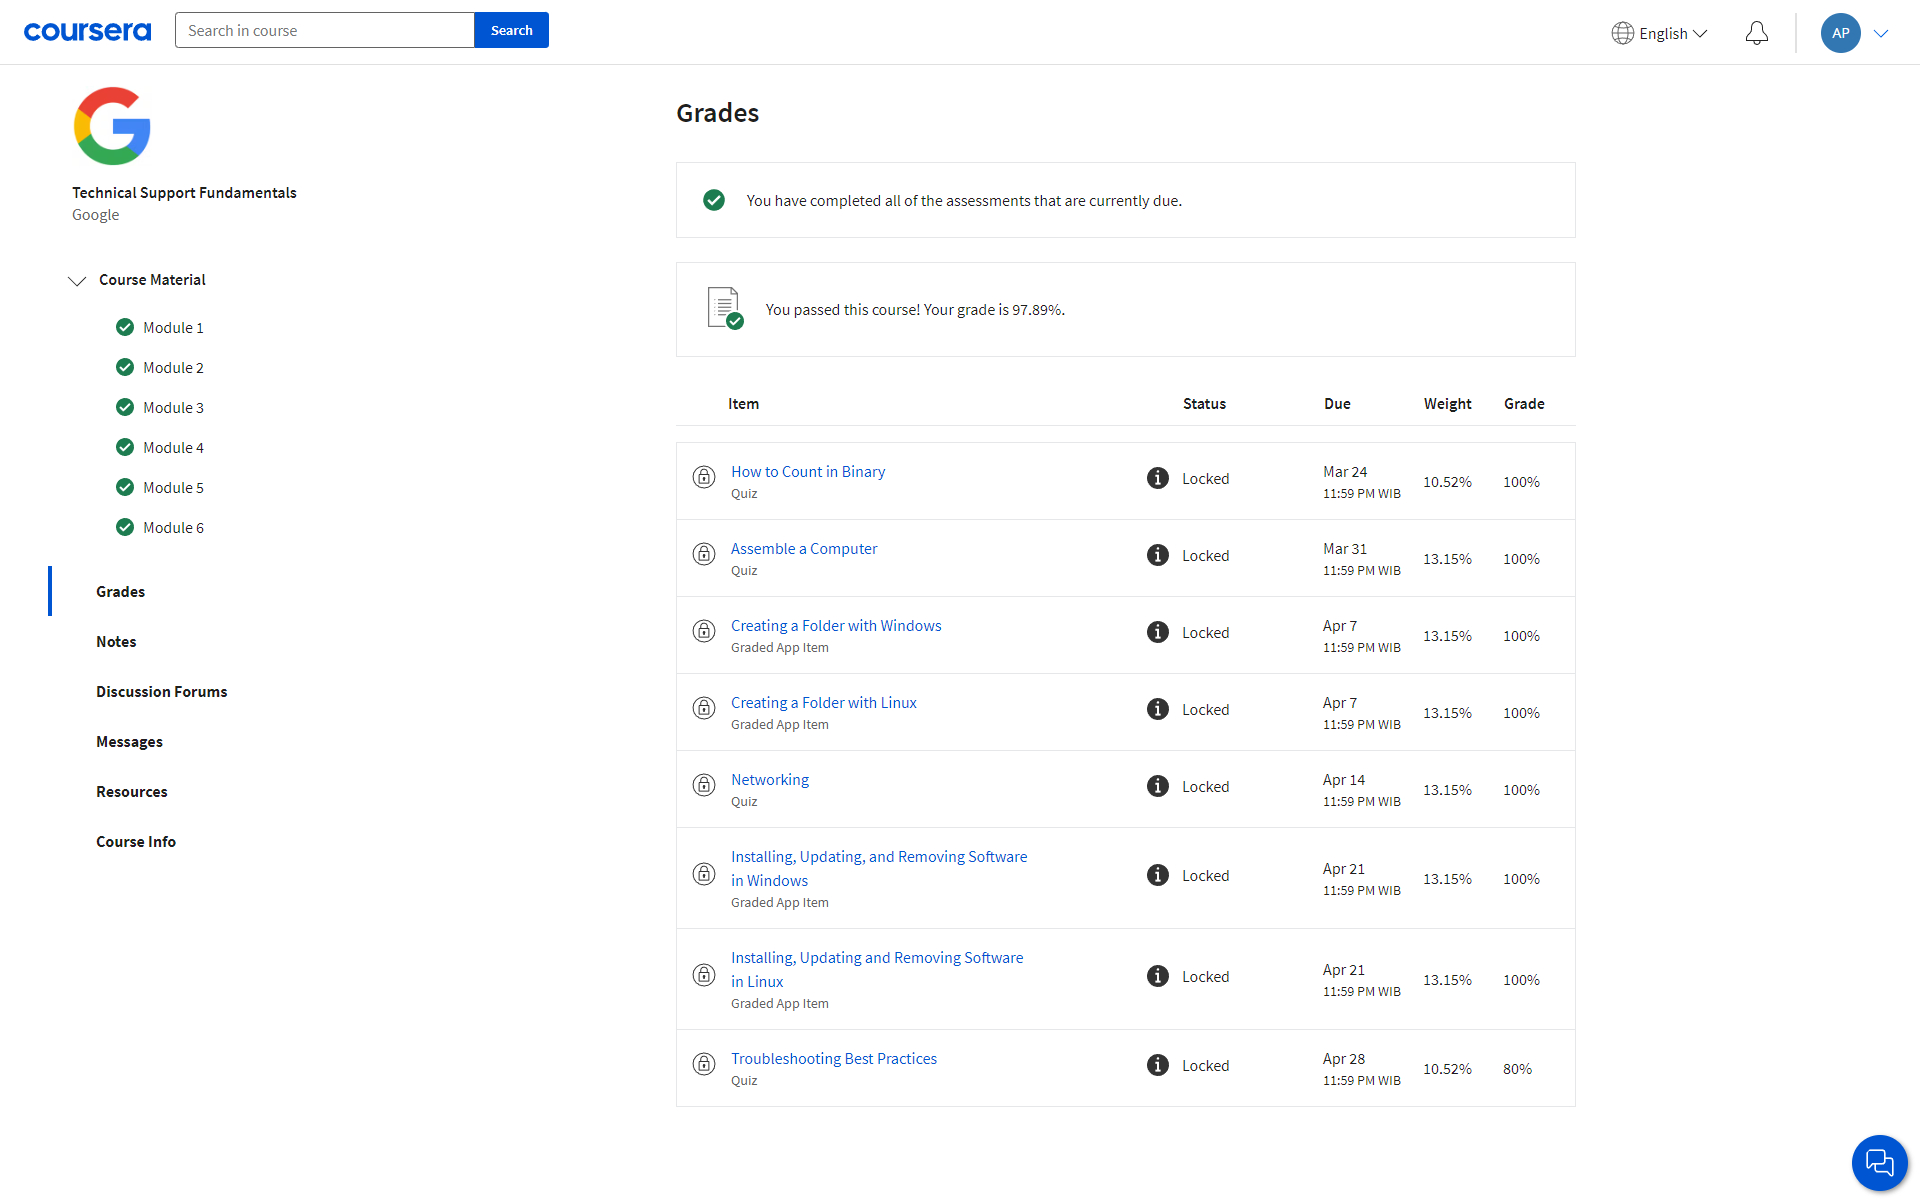 coursera
Search in course
Search
English
AP
Technical Support Fundamentals
Google
Course Material
Module 1
Module 2
Module 3
Module 4
Module 5
Module 6
Grades
Notes
Discussion Forums
Messages
Resources
Course Info
Grades
You have completed all of the assessments that are currently due.
You passed this course! Your grade is 97.89%.
Item Status Due Weight Grade
How to Count in Binary
Quiz
Locked
Mar 24
11:59 PM WIB
10.52%
100%
Assemble a Computer
Quiz
Locked
Mar 31
11:59 PM WIB
13.15%
100%
Creating a Folder with Windows
Graded App Item
Locked
Apr 7
11:59 PM WIB
13.15%
100%
Creating a Folder with Linux
Graded App Item
Locked
Apr 7
11:59 PM WIB
13.15%
100%
Networking
Quiz
Locked
Apr 14
11:59 PM WIB
13.15%
100%
Installing, Updating, and Removing Software
in Windows
Graded App Item
Locked
Apr 21
11:59 PM WIB
13.15%
100%
Installing, Updating and Removing Software
in Linux
Graded App Item
Locked
Apr 21
11:59 PM WIB
13.15%
100%
Troubleshooting Best Practices
Quiz
Locked
Apr 28
11:59 PM WIB
10.52%
80%